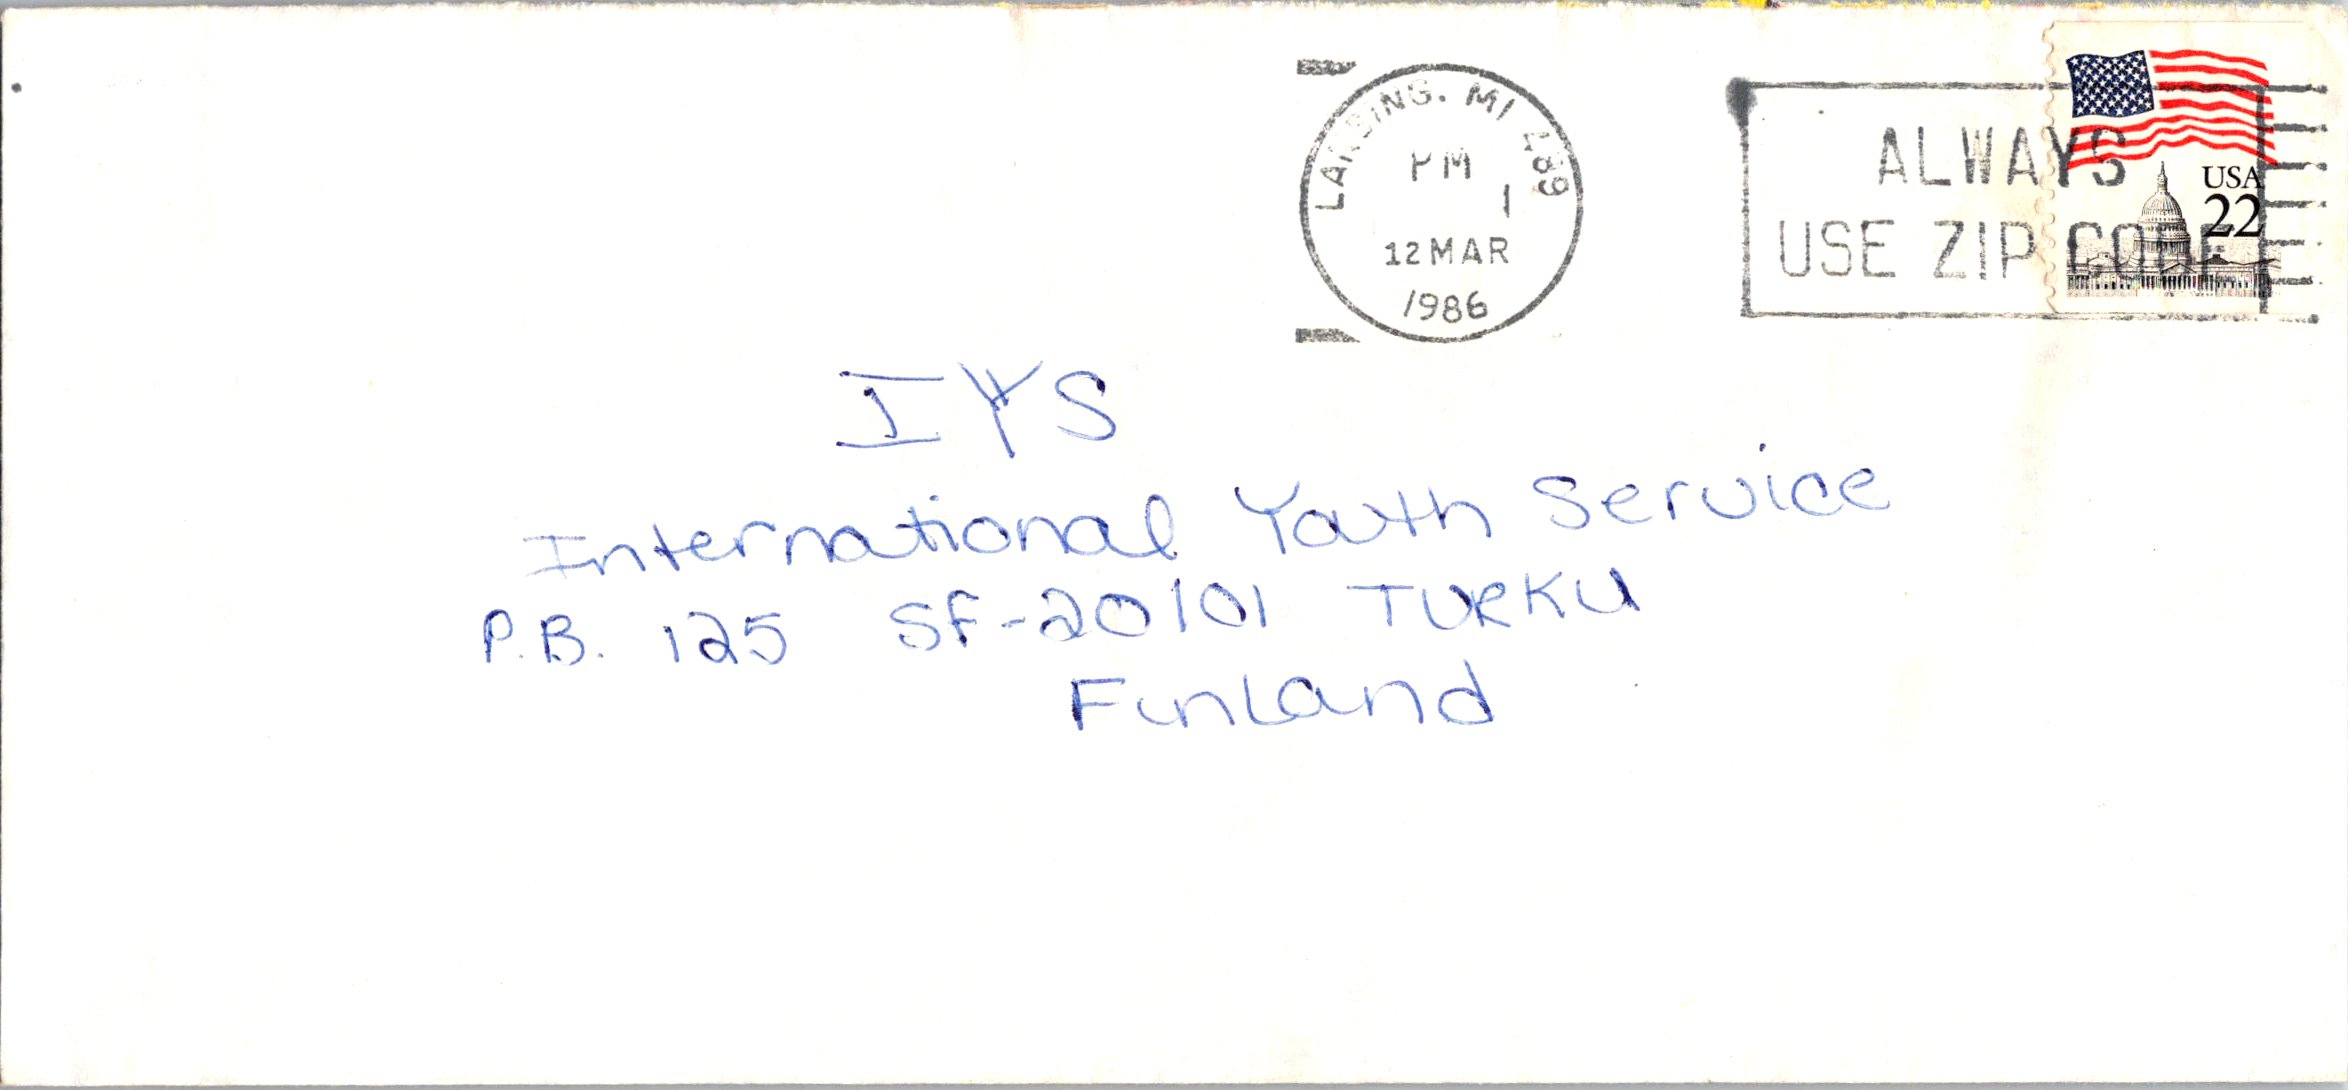 LANSING, MI 489
PM
1
12 MAR
1986
ALWAYS
USE ZIP CODE
USA
22
IYS
International Youth Service
P.B. 125 SF-20101 TURKU
Finland